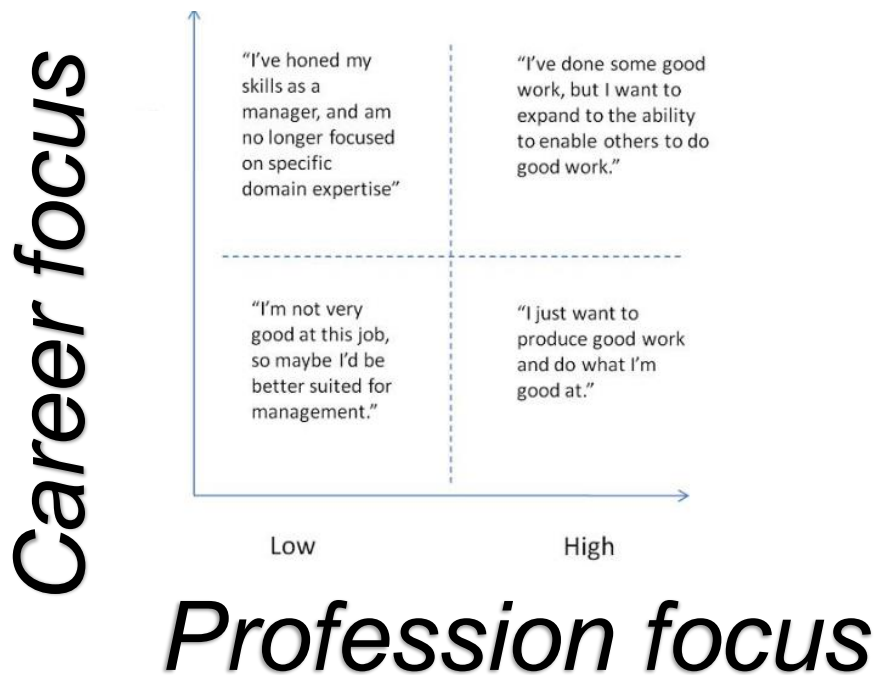 Career focus
“I’ve honed my
skills as a
manager, and am
no longer focused
on specific
domain expertise”
“I’ve done some good
work, but I want to
expand to the ability
to enable others to do
good work.”
“I’m not very
good at this job,
so maybe I’d be
better suited for
management.”
“I just want to
produce good work
and do what I’m
good at.”
Low
High
Profession focus